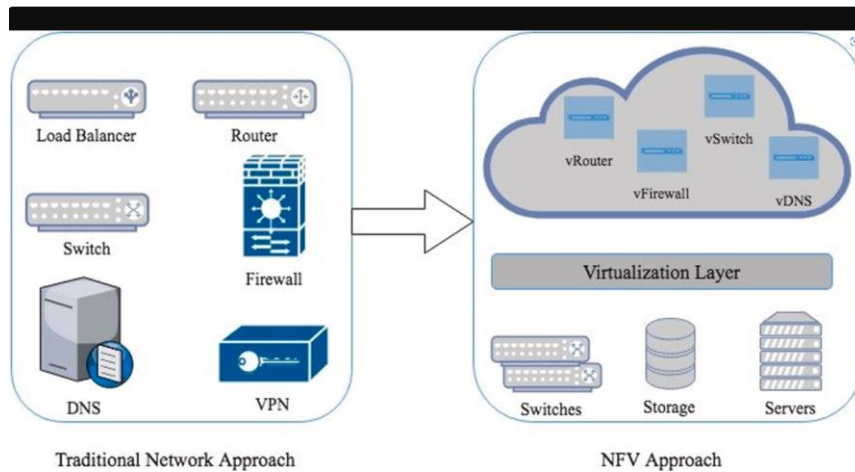 Load Balancer
Router
Switch
Firewall
DNS
VPN
Traditional Network Approach
3
vRouter
vSwitch
vFirewall
vDNS
Virtualization Layer
Switches
Storage
Servers
NFV Approach